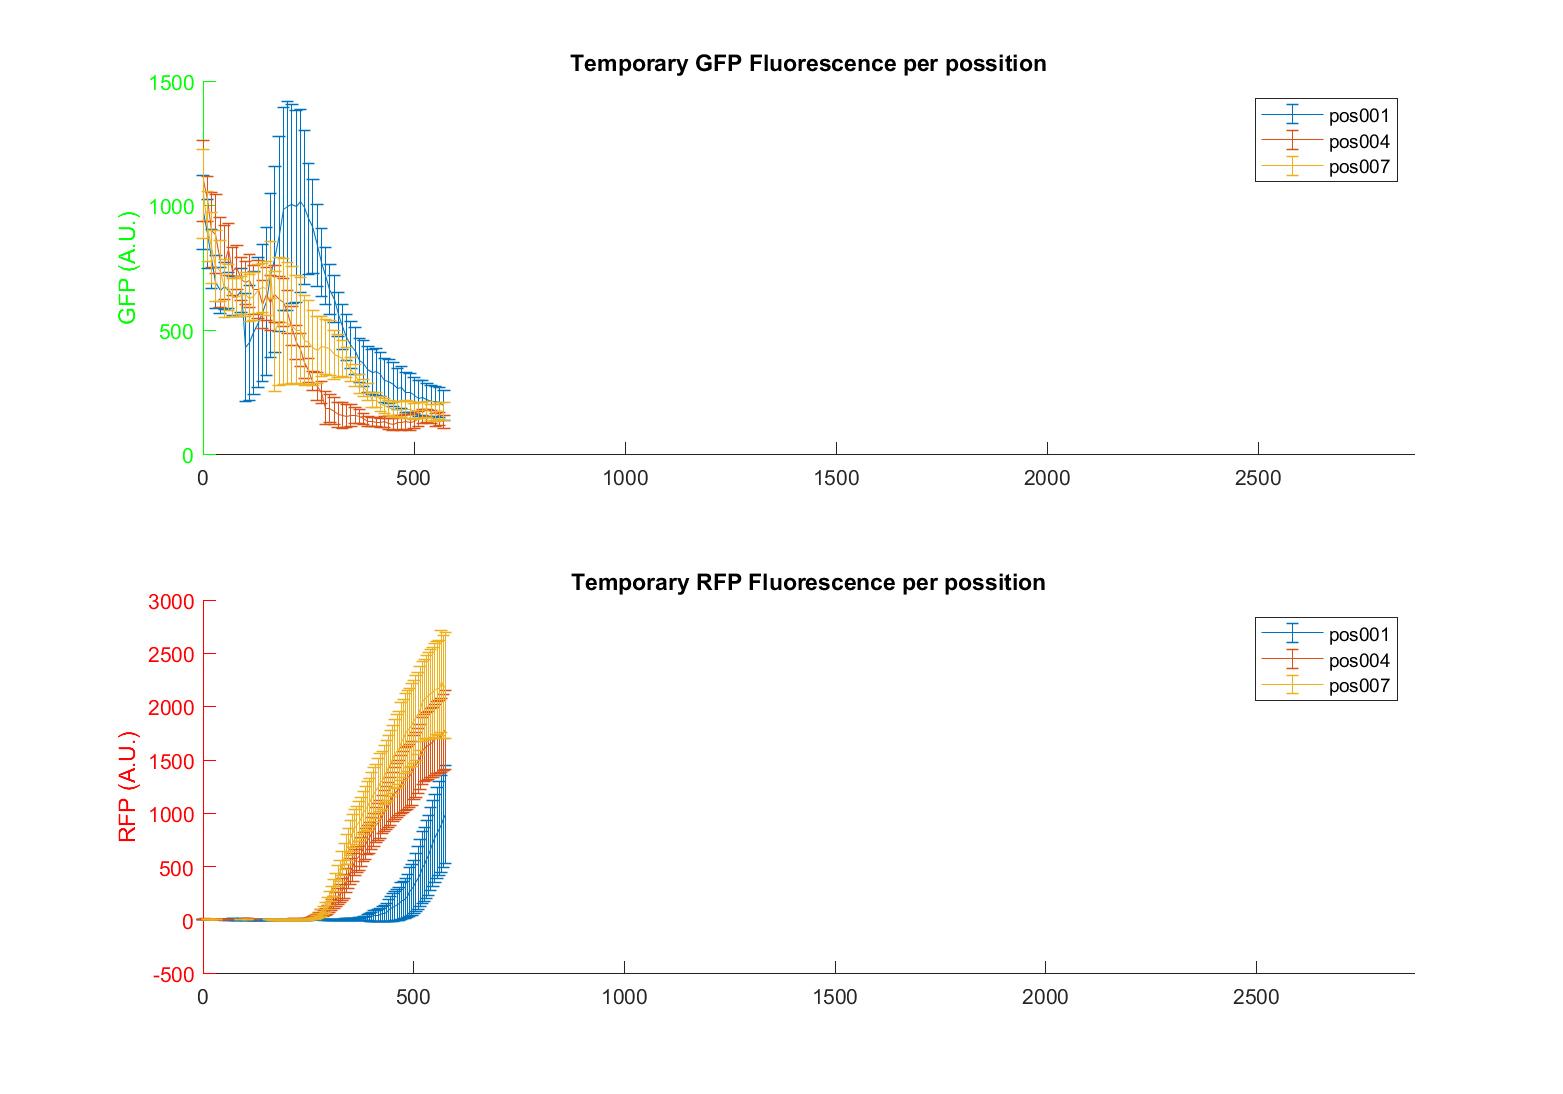 Temporary GFP Fluorescence per possition
1500
1000
500
0
GFP (A.U.)
0 500 1000 1500 2000 2500
pos001
pos004
pos007
Temporary RFP Fluorescence per possition
3000
2500
2000
1500
1000
500
0
-500
RFP (A.U.)
0 500 1000 1500 2000 2500
pos001
pos004
pos007